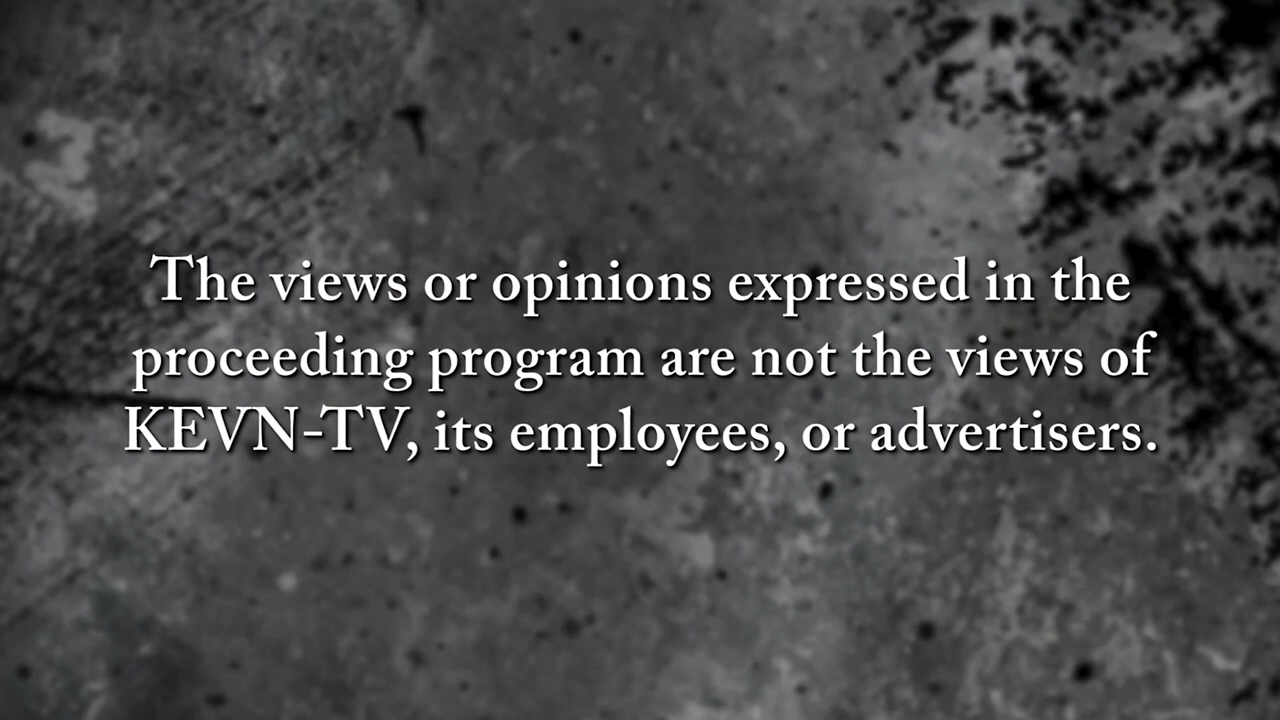 The views or opinions expressed in the
proceeding program are not the views of
KEVN-TV, its employees, or advertisers.